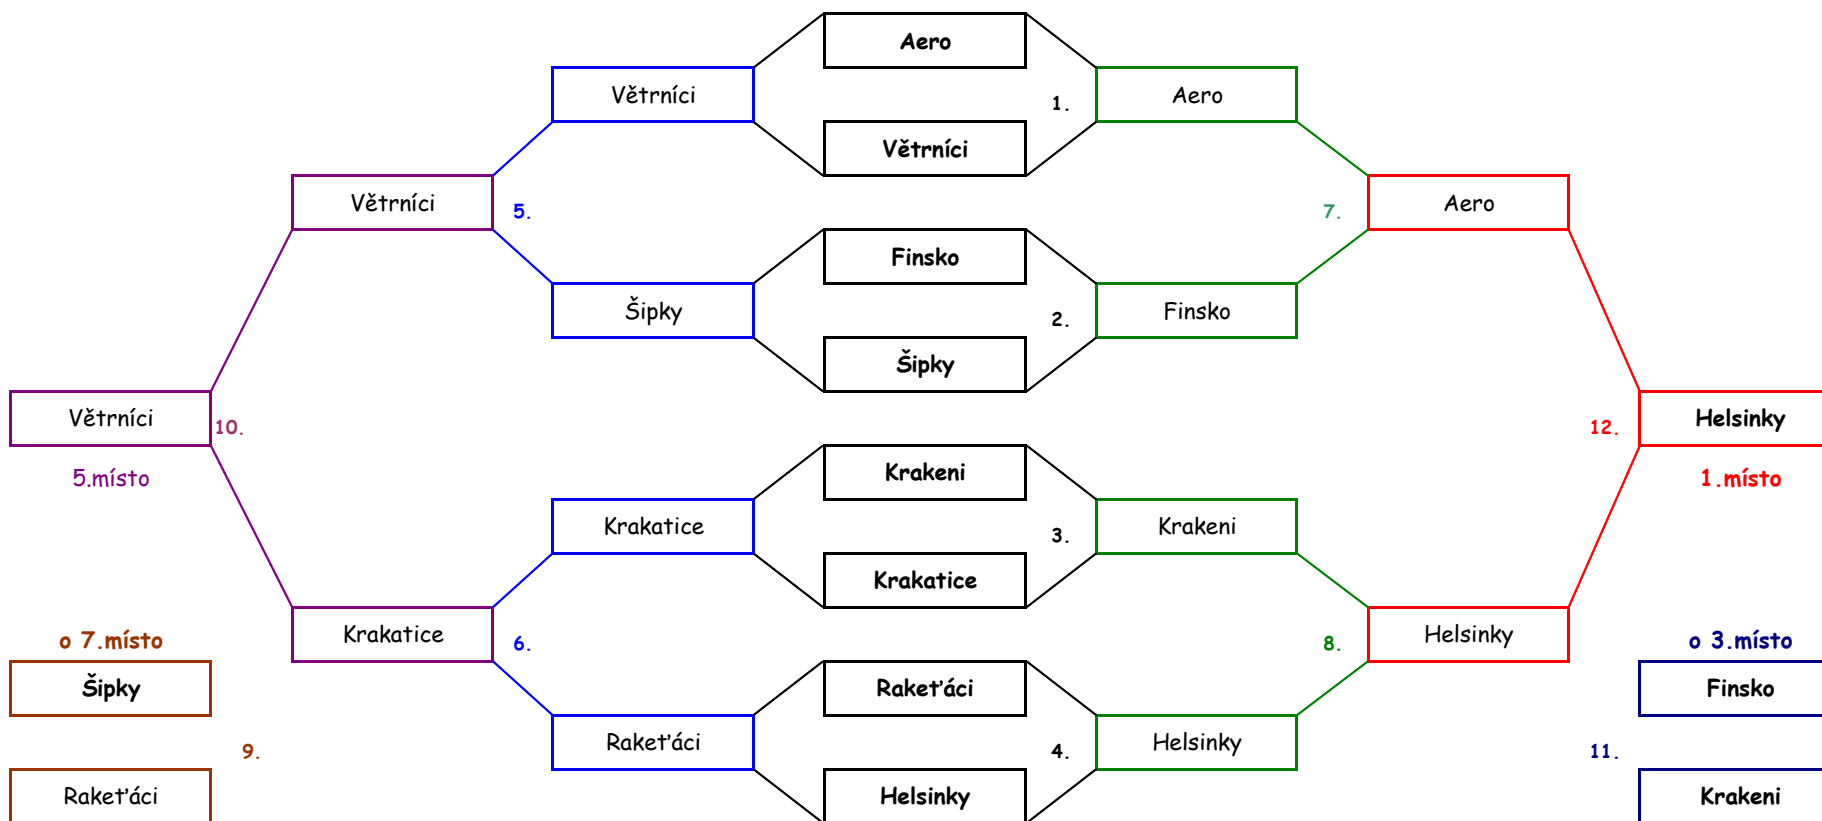 Aero
Větrníci
1.
Aero
Větrníci
Větrníci
5.
7.
Aero
Finsko
Šipky
2.
Finsko
Šipky
Větrníci
10.
12.
Helsinky
5.místo
1.místo
Krakeni
Krakatice
3.
Krakeni
Krakatice
o 7.místo
Krakatice
6.
8.
Helsinky
o 3.místo
Šipky
Raketáci
Finsko
9.
Raketáci
4.
Helsinky
11.
Raketáci
Helsinky
Krakeni